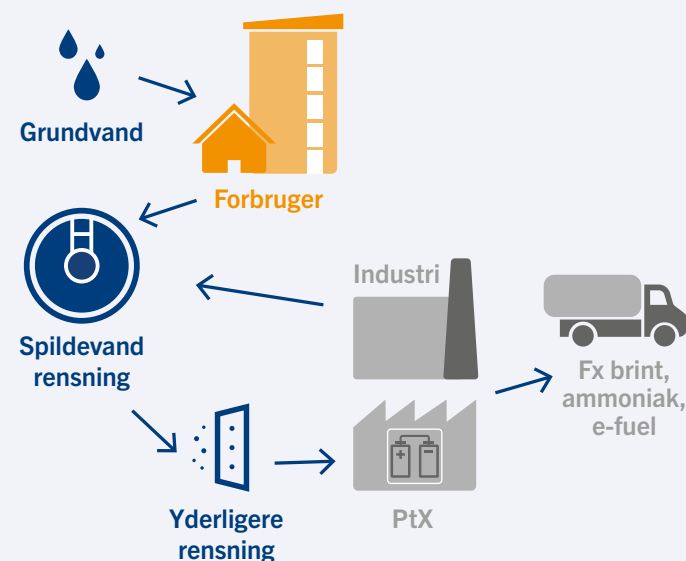 Grundvand
Forbruger
Spildevand
rensning
Industri
Fx brint,
ammoniak,
e-fuel
Yderligere
rensning
PtX